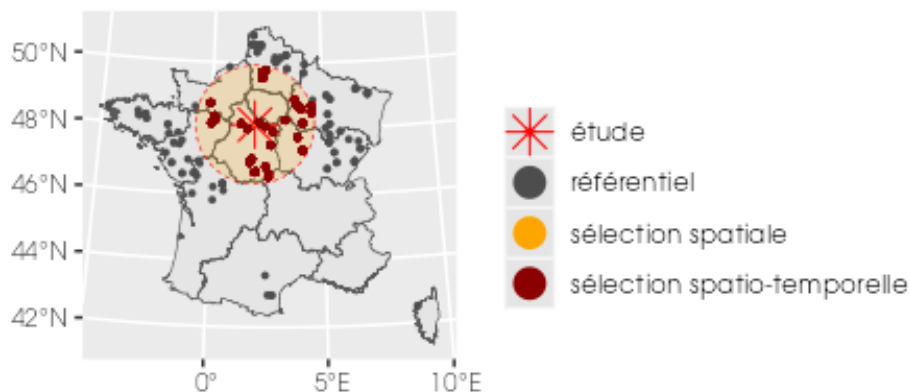 50°N
48°N
46°N
44°N
42°N
0°
5°E
10°E
étude
référentiel
sélection spatiale
sélection spatio-temporelle